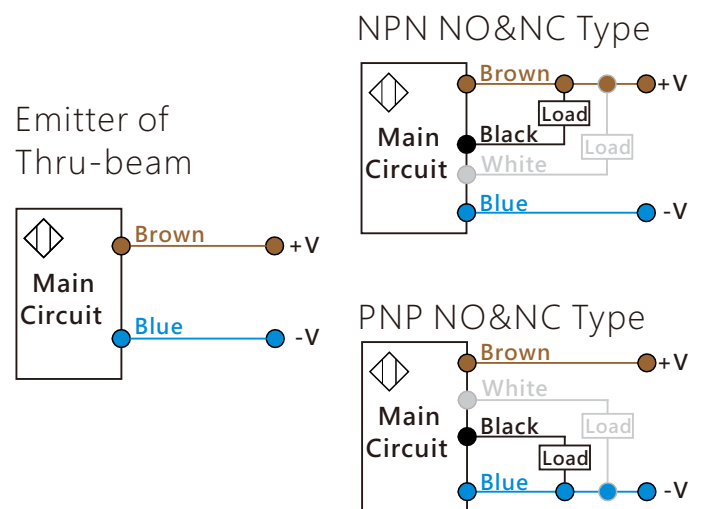 Emitter of
Thru-beam
Brown
+V
Main
Circuit
Blue
-V
NPN NO&NC Type
Brown
+V
Load
Main
Circuit
Black
Load
White
Blue
-V
PNP NO&NC Type
Brown
+V
White
Main
Circuit
Black
Load
Load
Blue
-V